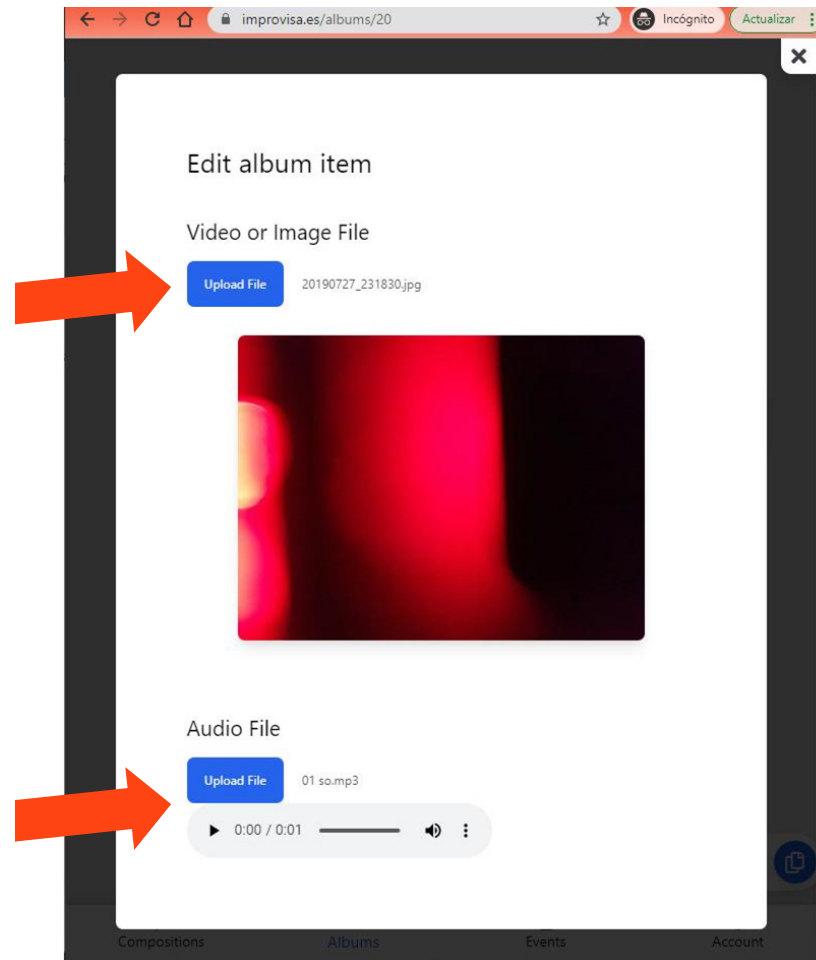 improvisa.es/albums/20
Incógnito
Actualizar
Edit album item
Video or Image File
Upload File 20190727_231830.jpg
Audio File
Upload File 01 so.mp3
0:00 / 0:01
Compositions Albums Events Account